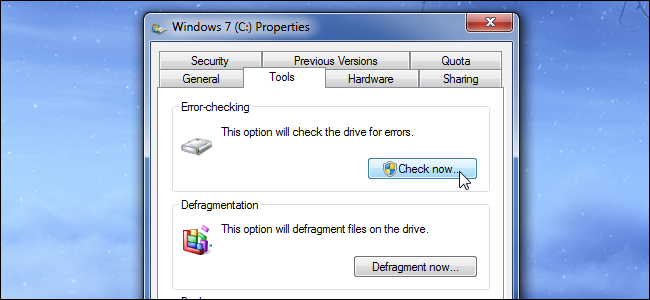 Windows 7 (C:) Properties
Security Previous Versions Quota
General Tools Hardware Sharing
Error-checking
This option will check the drive for errors.
Check now...
Defragmentation
This option will defragment files on the drive.
Defragment now...